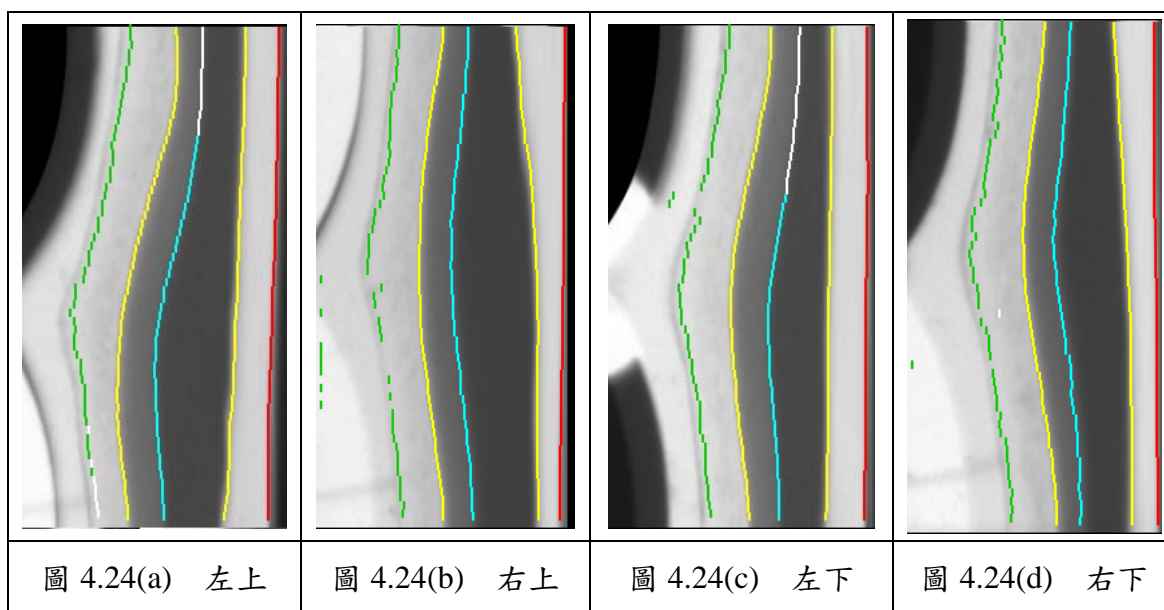 圖 4.24(a) 左上
圖 4.24(b) 右上
圖 4.24(c) 左下
圖 4.24(d) 右下